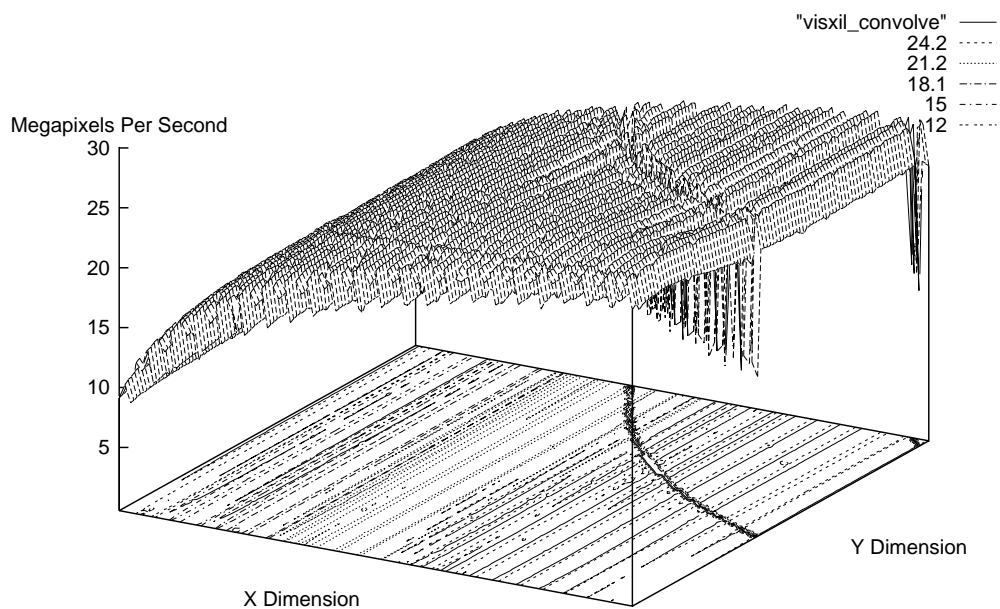 "visxil_convolve"
24.2
21.2
18.1
15
12
Megapixels Per Second
30
25
20
15
10
5
Y Dimension
X Dimension